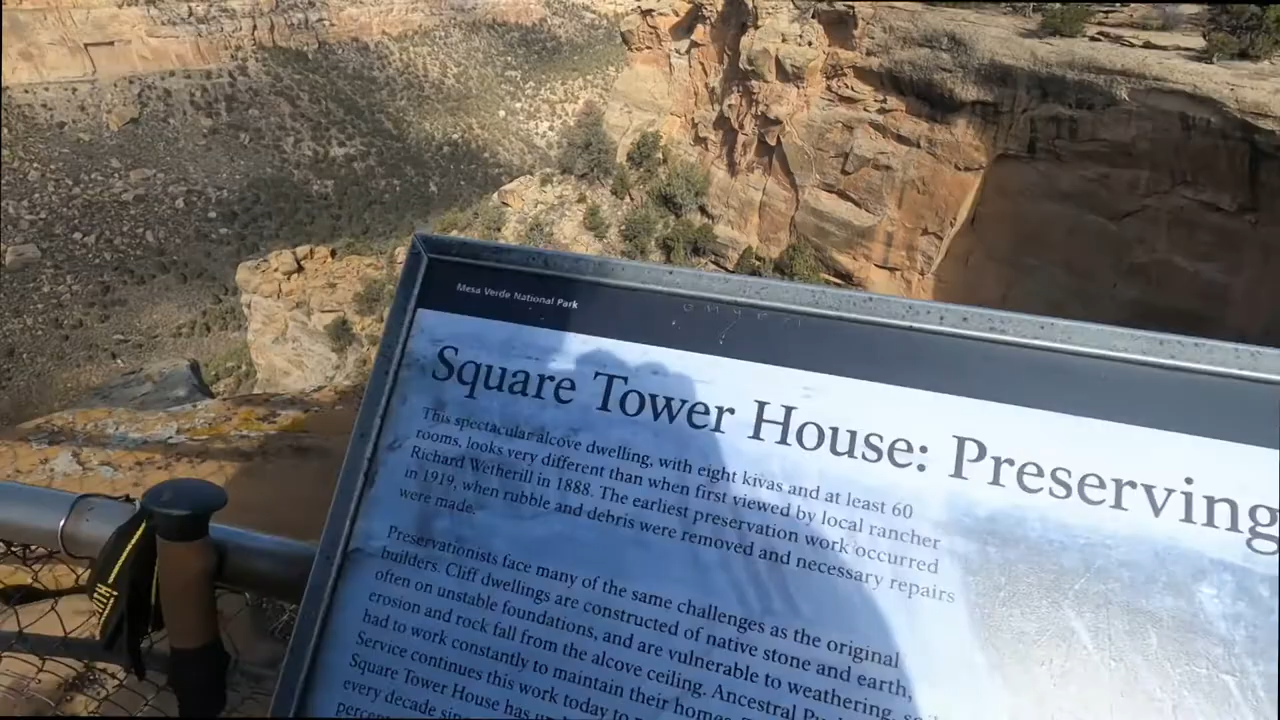 Mesa Verde National Park
Square Tower House: Preserving
This spectacular alcove dwelling, with eight kivas and at least 60
rooms, looks very different than when first viewed by local rancher
Richard Wetherill in 1888. The earliest preservation work occurred
in 1919, when rubble and debris were removed and necessary repairs
were made.
Preservationists face many of the same challenges as the original
builders. Cliff dwellings are constructed of native stone and earth,
often on unstable foundations, and are vulnerable to weathering,
erosion and rock fall from the alcove ceiling. Ancestral
had to work constantly to maintain their homes.
Service continues this work today to
Square Tower House has
every decade